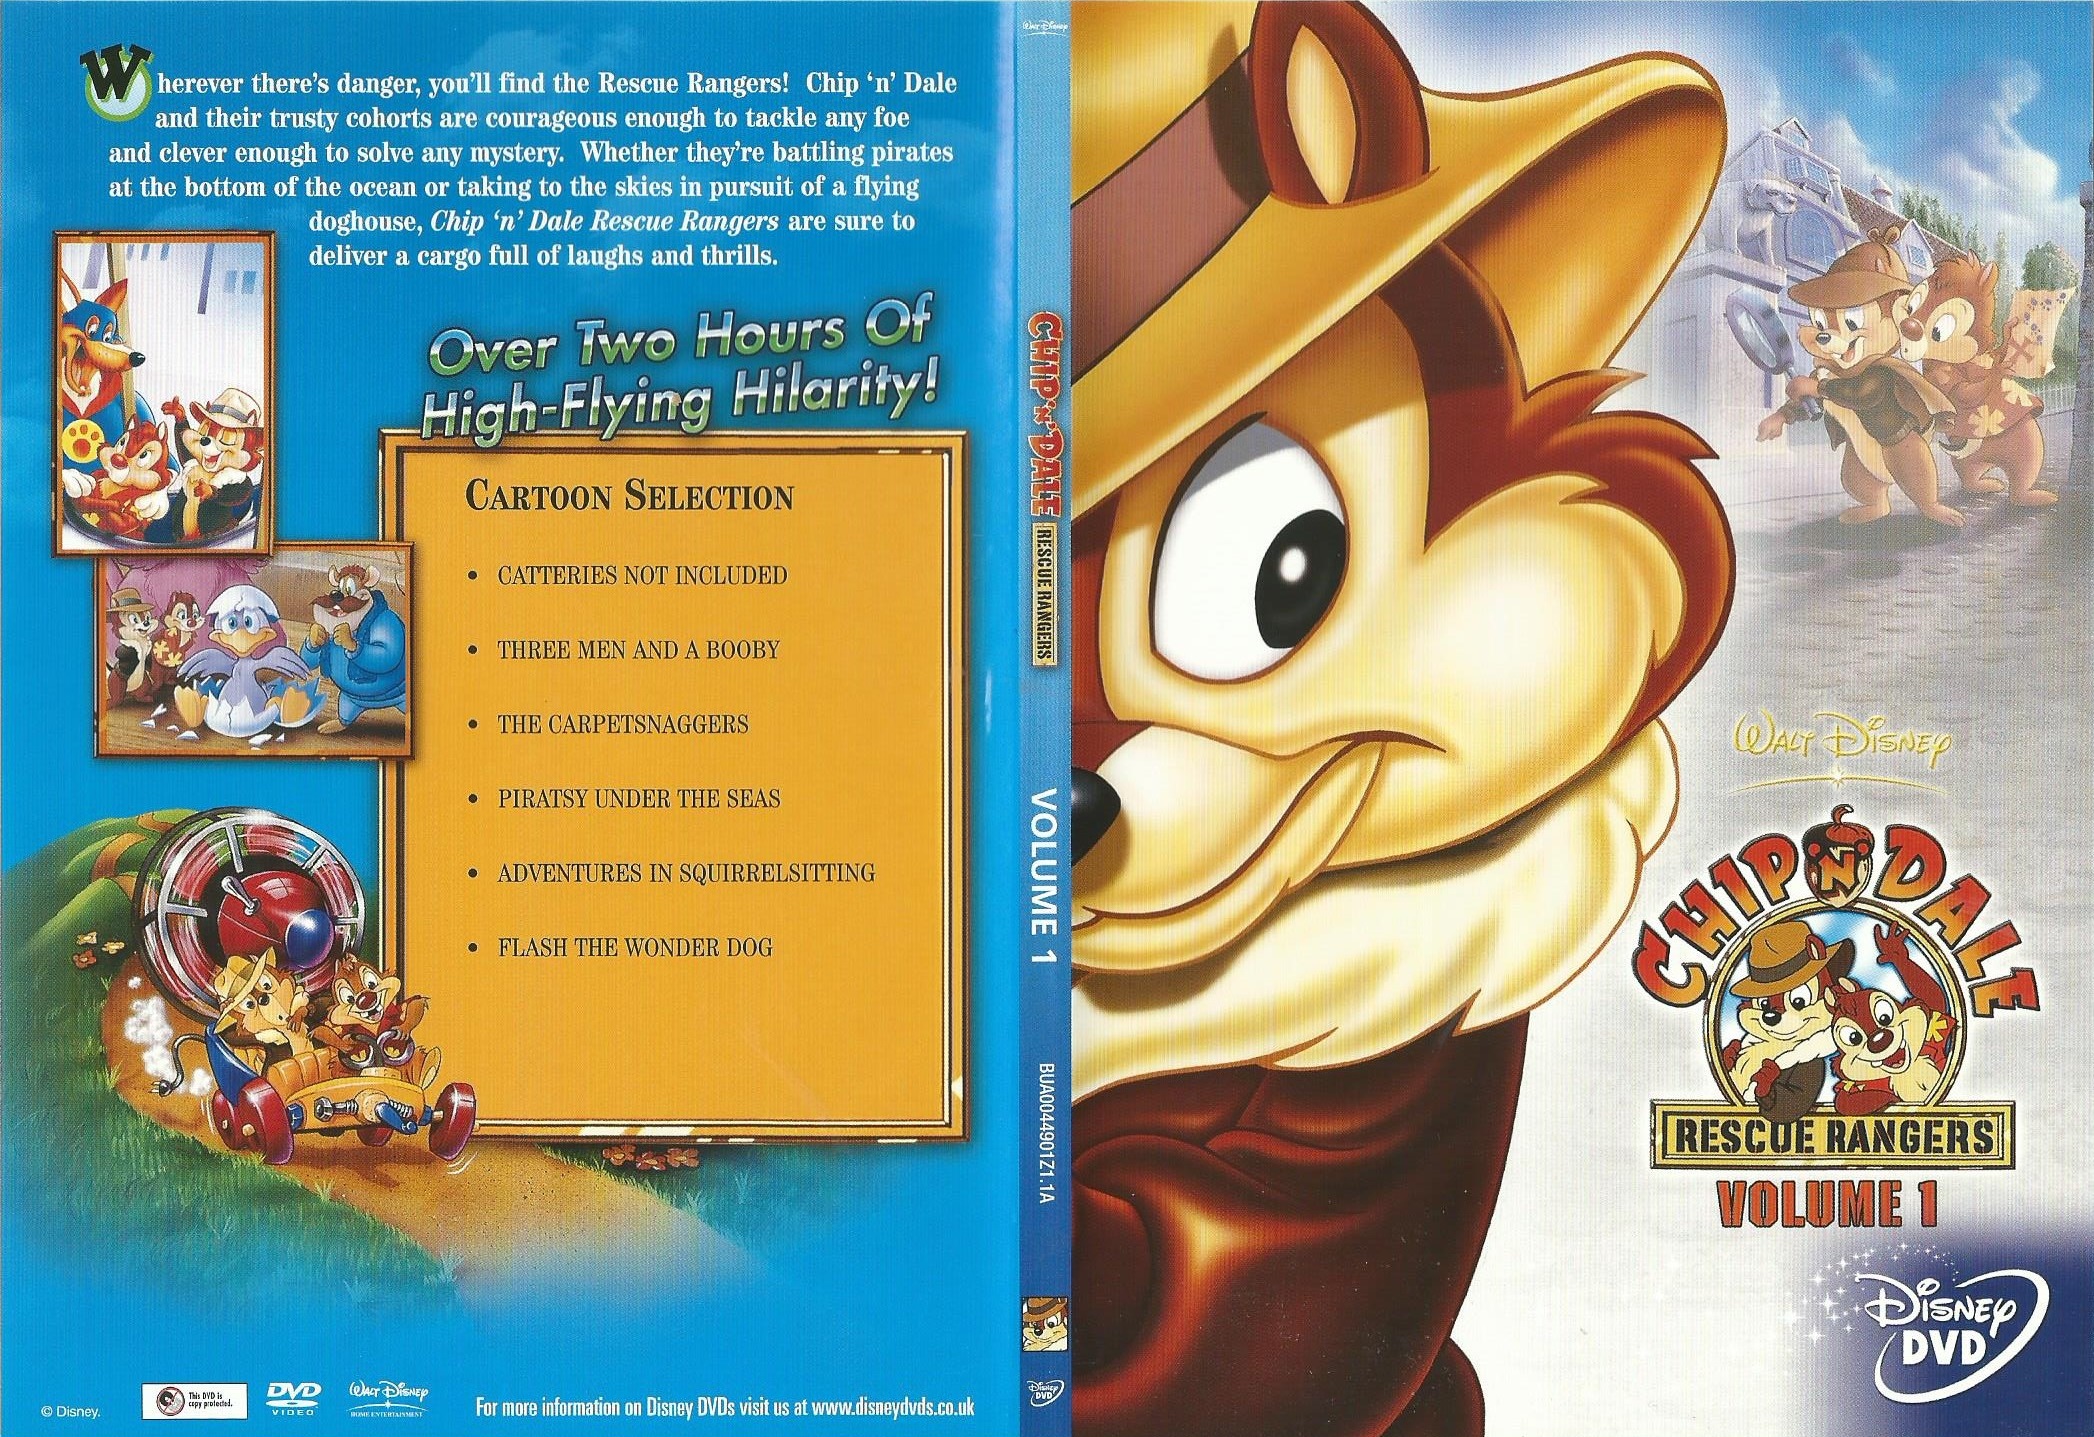 Wherever there's danger, you'll find the Rescue Rangers! Chip 'n' Dale
and their trusty cohorts are courageous enough to tackle any foe
and clever enough to solve any mystery. Whether they're battling pirates
at the bottom of the ocean or taking to the skies in pursuit of a flying
doghouse, Chip 'n' Dale Rescue Rangers are sure to
deliver a cargo full of laughs and thrills.
Over Two Hours Of
High-Flying Hilarity!
CARTOON SELECTION
• CATTERIES NOT INCLUDED
• THREE MEN AND A BOOBY
• THE CARPETSNAGGERS
• PIRATSY UNDER THE SEAS
• ADVENTURES IN SQUIRRELSITTING
• FLASH THE WONDER DOG
© Disney.
This DVD is
copy protected.
DVD
VIDEO
WALT DISNEY
HOME ENTERTAINMENT
For more information on Disney DVDs visit us at www.disneydvds.co.uk
WALT DISNEY
CHIP 'N' DALE
RESCUE RANGERS
VOLUME 1
BUA0044901Z1.1A
DISNEY
DVD
WALT DISNEY
CHIP 'N' DALE
RESCUE RANGERS
VOLUME 1
DISNEY
DVD